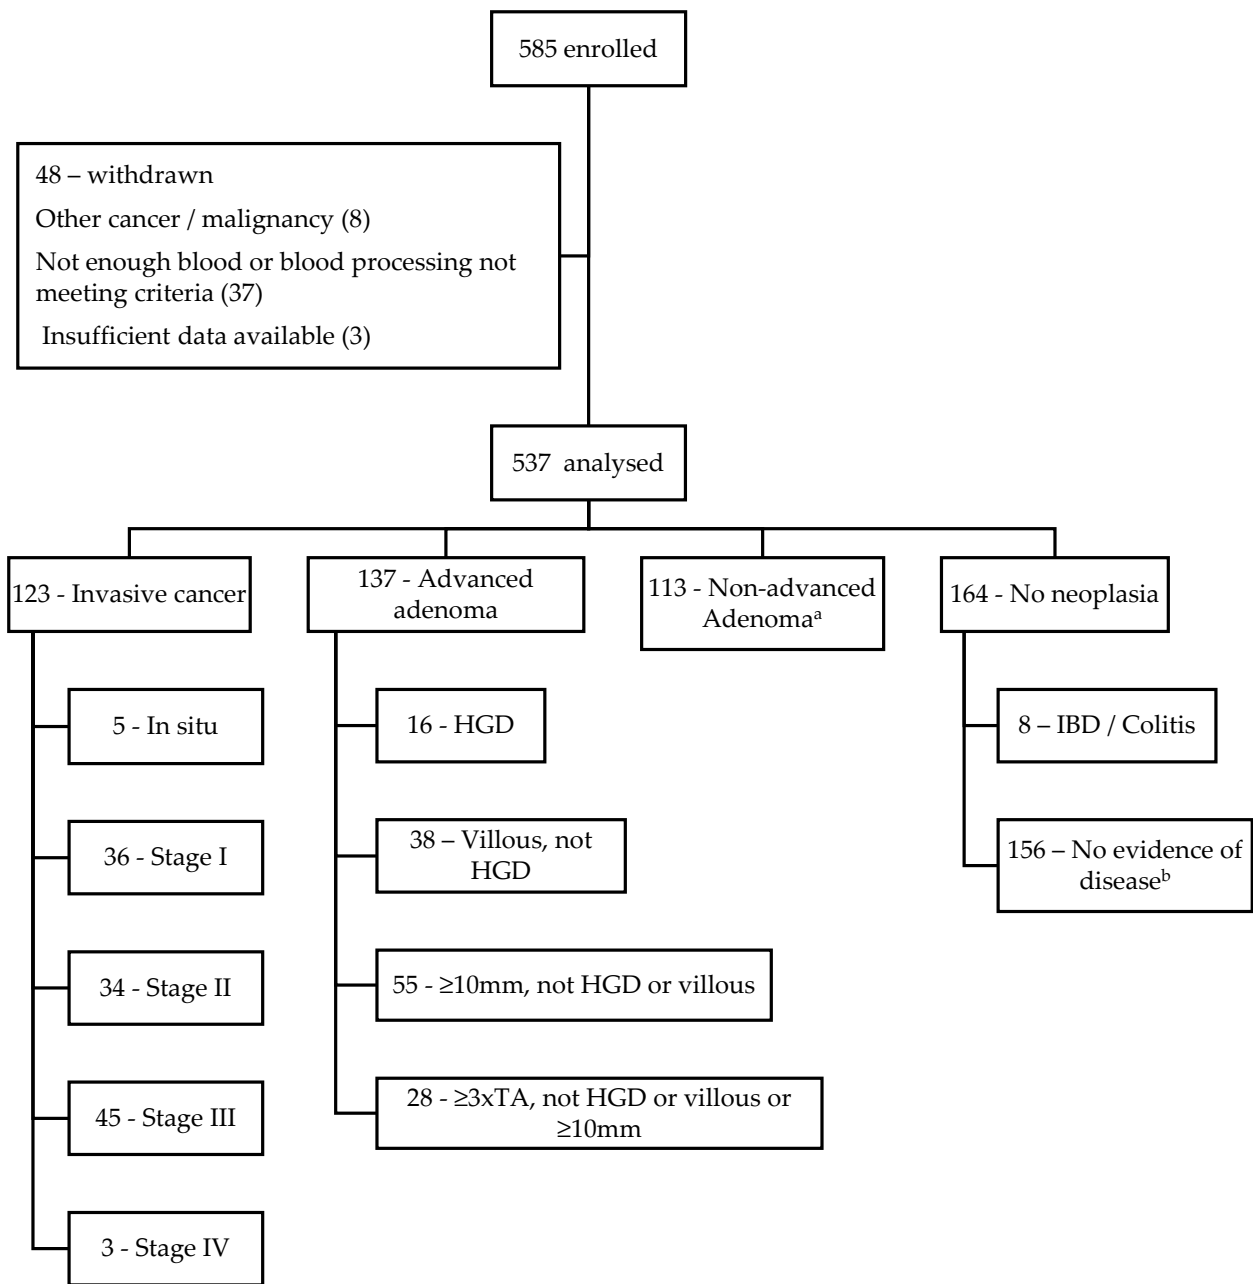 585 enrolled
48 – withdrawn
Other cancer / malignancy (8)
Not enough blood or blood processing not
meeting criteria (37)
Insufficient data available (3)
537 analysed
123 - Invasive cancer
137 - Advanced
adenoma
113 - Non-advanced
Adenomaᵃ
164 - No neoplasia
5 - In situ
36 - Stage I
34 - Stage II
45 - Stage III
3 - Stage IV
16 - HGD
38 – Villous, not
HGD
55 - ≥10mm, not HGD or villous
28 - ≥3xTA, not HGD or villous or
≥10mm
8 – IBD / Colitis
156 – No evidence of
diseaseᵇ